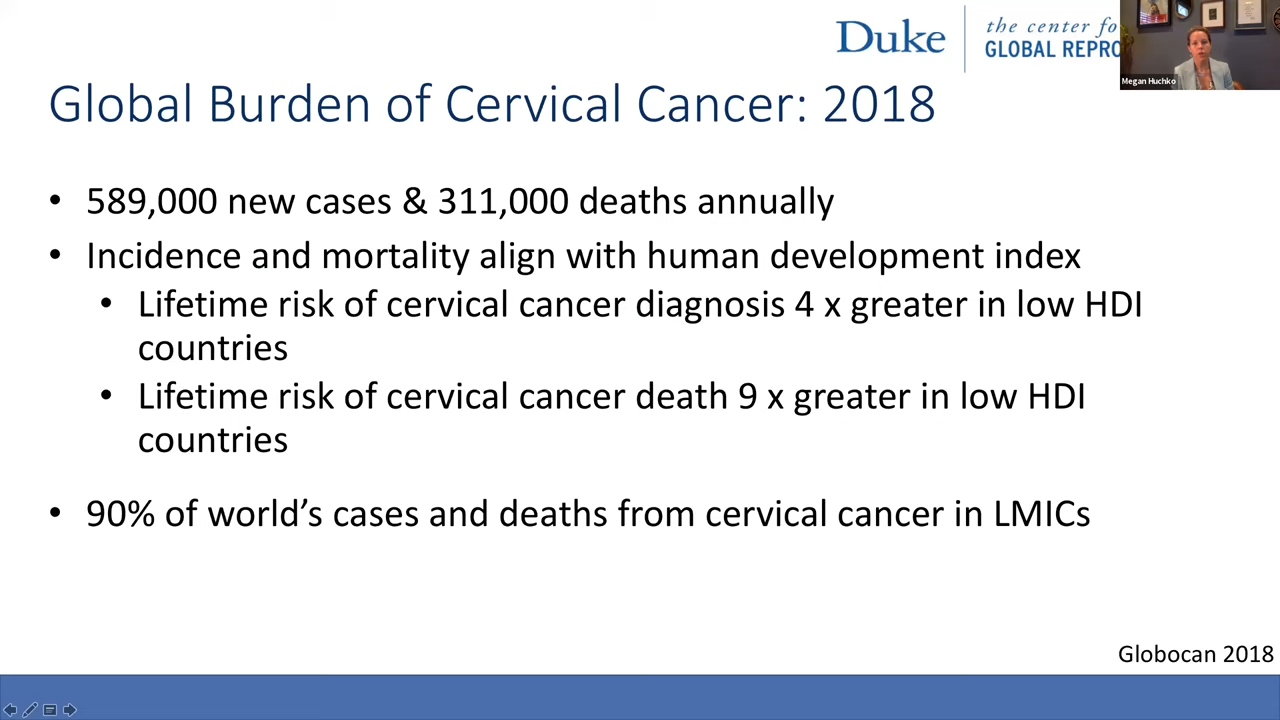 Duke
the center fo
GLOBAL REPRO
Megan Huchko
Global Burden of Cervical Cancer: 2018
• 589,000 new cases & 311,000 deaths annually
• Incidence and mortality align with human development index
• Lifetime risk of cervical cancer diagnosis 4 x greater in low HDI
countries
• Lifetime risk of cervical cancer death 9 x greater in low HDI
countries
• 90% of world’s cases and deaths from cervical cancer in LMICs
Globocan 2018